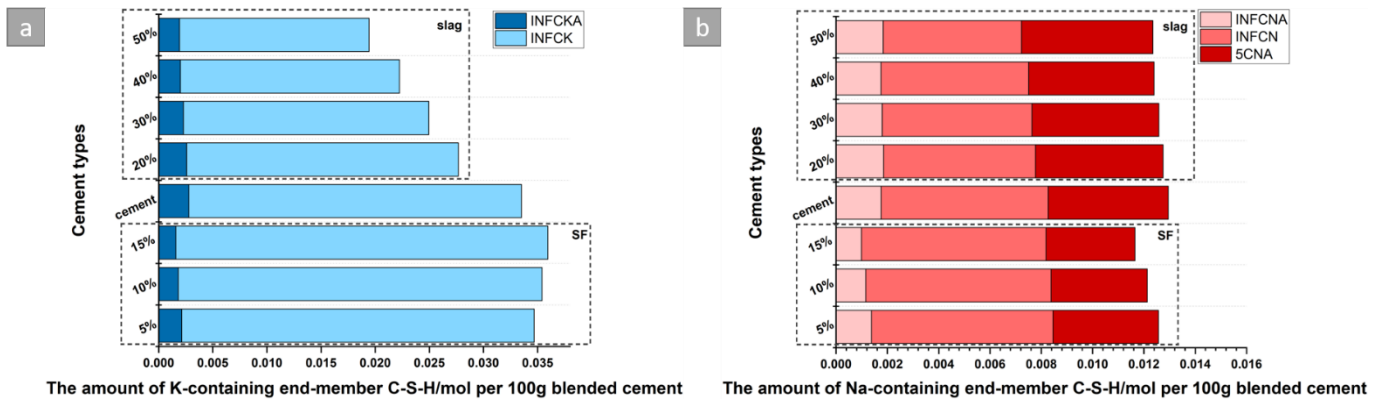 a
INFCKA
INFCK
slag
50%
40%
30%
20%
cement
15%
10%
5%
SF
Cement types
0.000
0.005
0.010
0.015
0.020
0.025
0.030
0.035
The amount of K-containing end-member C-S-H/mol per 100g blended cement
b
INFCNA
INFCN
5CNA
slag
50%
40%
30%
20%
cement
15%
10%
5%
SF
Cement types
0.000
0.002
0.004
0.006
0.008
0.010
0.012
0.014
0.016
The amount of Na-containing end-member C-S-H/mol per 100g blended cement